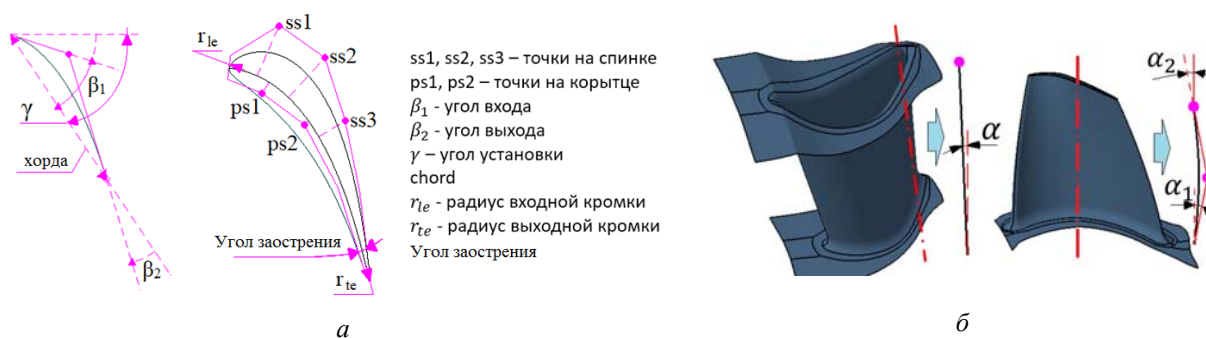 γ
β₁
хорда
β₂
r le
ss1
ss2
ss3
ps1
ps2
Угол заострения
r te
ss1, ss2, ss3 – точки на спинке
ps1, ps2 – точки на корытце
β₁ - угол входа
β₂ - угол выхода
γ – угол установки
chord
rₗₑ - радиус входной кромки
rₜₑ - радиус выходной кромки
Угол заострения
α
α₂
α₁
а
б